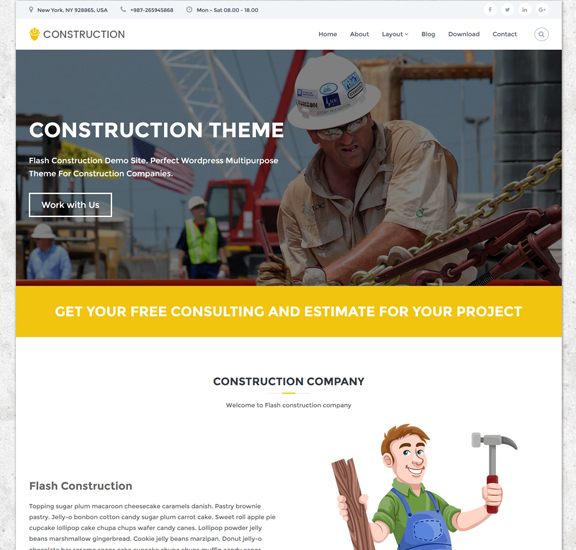 New York, NY 928865, USA
+987-265945868
Mon - Sat 08.00 - 18.00
CONSTRUCTION
Home About Layout Blog Download Contact
CONSTRUCTION THEME
Flash Construction Demo Site. Perfect Wordpress Multipurpose
Theme For Construction Companies.
Work with Us
GET YOUR FREE CONSULTING AND ESTIMATE FOR YOUR PROJECT
CONSTRUCTION COMPANY
Welcome to Flash construction company
Flash Construction
Topping sugar plum macaroon cheesecake caramels danish. Pastry brownie
pastry. Jelly-o bonbon cotton candy sugar plum carrot cake. Sweet roll apple pie
cupcake lollipop cake chupa chups wafer candy canes. Lollipop powder jelly
beans marshmallow gingerbread. Cookie jelly beans marzipan. Donut jelly-o